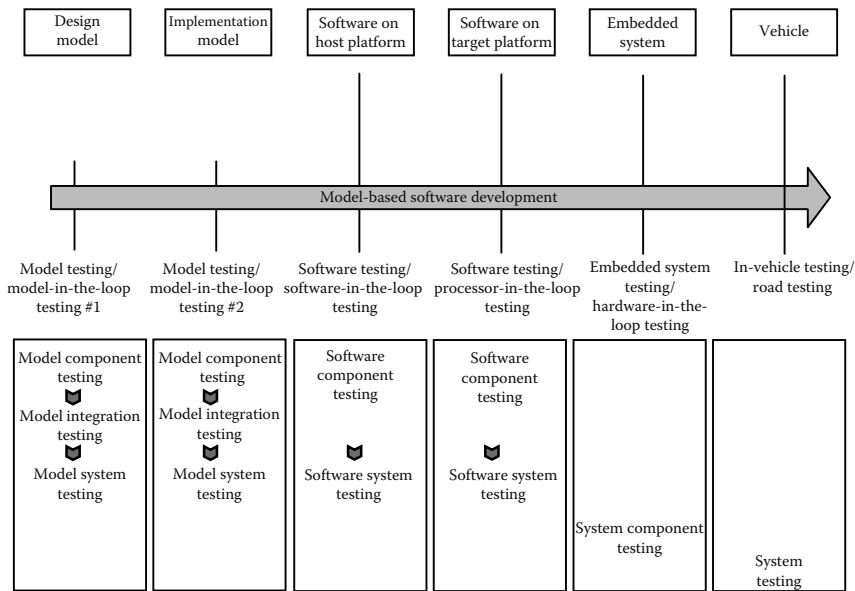 Design
model
Implementation
model
Software on
host platform
Software on
target platform
Embedded
system
Vehicle
Model-based software development
Model testing/
model-in-the-loop
testing #1
Model testing/
model-in-the-loop
testing #2
Software testing/
software-in-the-loop
testing
Software testing/
processor-in-the-loop
testing
Embedded system
testing/
hardware-in-the-
loop testing
In-vehicle testing/
road testing
Model component
testing
Model integration
testing
Model system
testing
Model component
testing
Model integration
testing
Model system
testing
Software
component
testing
Software system
testing
Software
component
testing
Software system
testing
System component
testing
System
testing